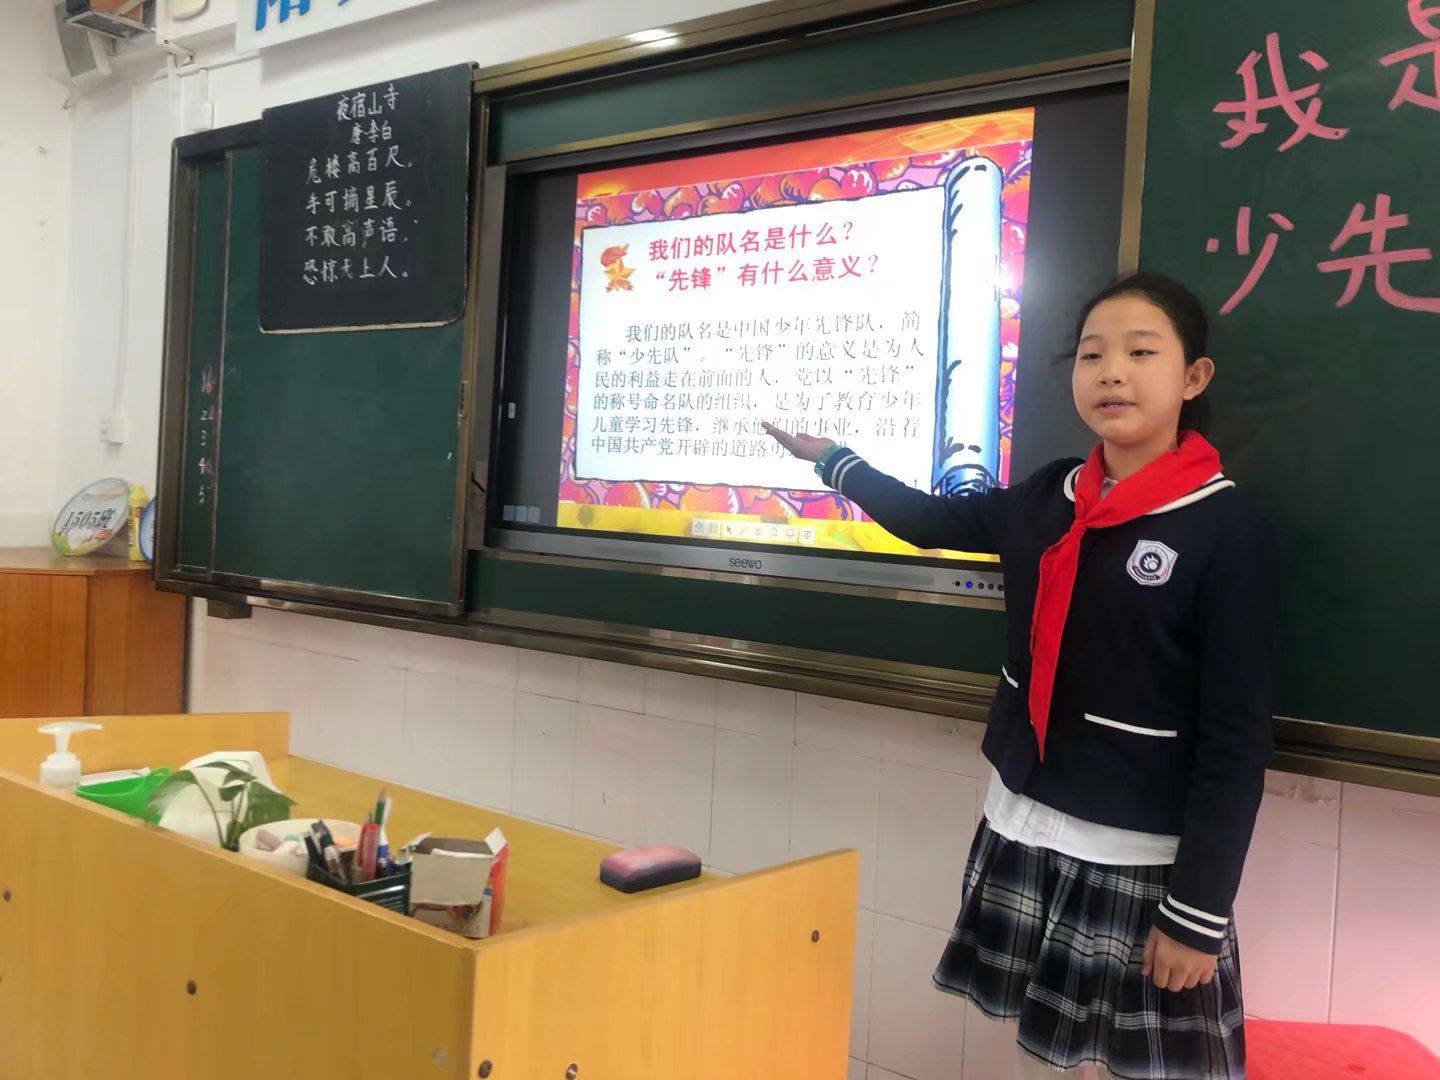 夜宿山寺
唐·李白
危楼高百尺。
手可摘星辰。
不敢高声语。
恐惊天上人。
我们的队名是什么？
“先锋”有什么意义？
我们的队名是中国少年先锋队，简
称“少先队”。“先锋”的意义是为人
民的利益走在前面的人，党以“先锋”
的称号命名队的组织，是为了教育少年
儿童学习先锋，继承他们的事业，沿着
中国共产党开辟的道路
seewo
我是
少先
1505班